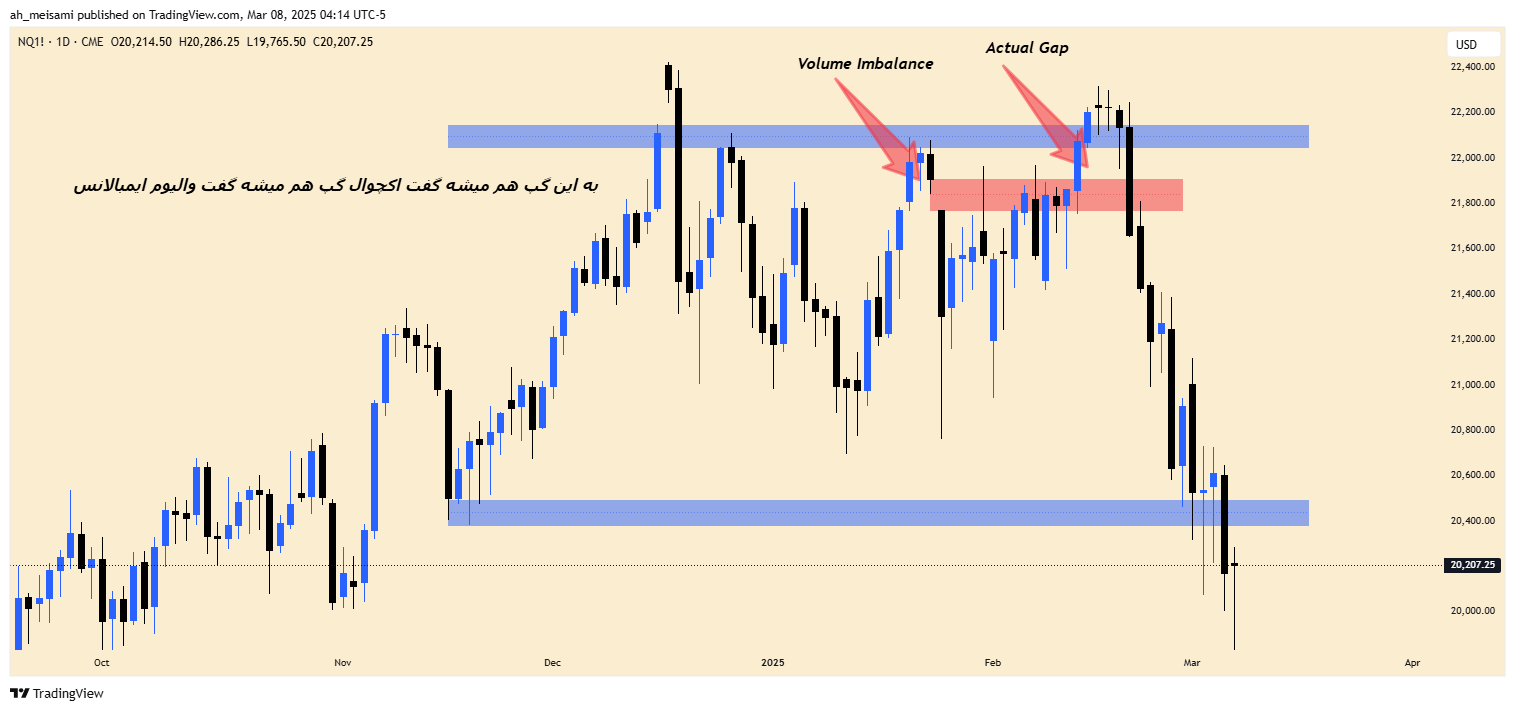 ah_meisami published on TradingView.com, Mar 08, 2025 04:14 UTC-5
NQ1! · 1D · CME O20,214.50 H20,286.25 L19,765.50 C20,207.25
USD
Actual Gap
Volume Imbalance
به این گپ هم میشه گفت اکچوال گپ هم میشه گفت والیوم ایمبالانس
22,400.00
22,200.00
22,000.00
21,800.00
21,600.00
21,400.00
21,200.00
21,000.00
20,800.00
20,600.00
20,400.00
20,207.25
20,000.00
Oct Nov Dec 2025 Feb Mar Apr
TradingView